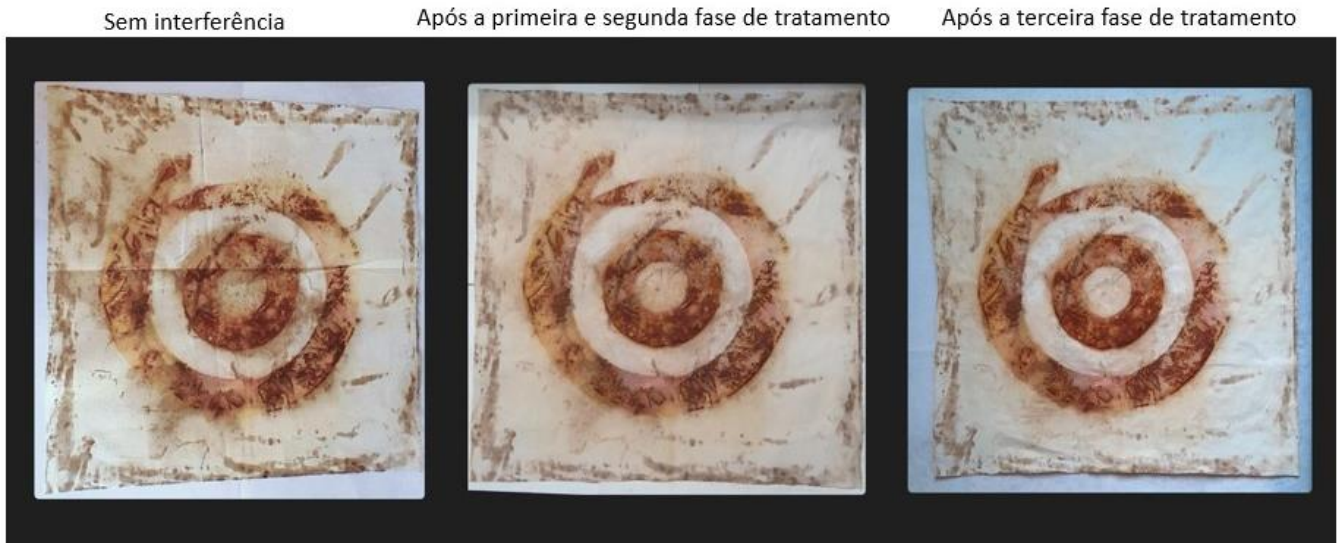 Sem interferência
Após a primeira e segunda fase de tratamento
Após a terceira fase de tratamento